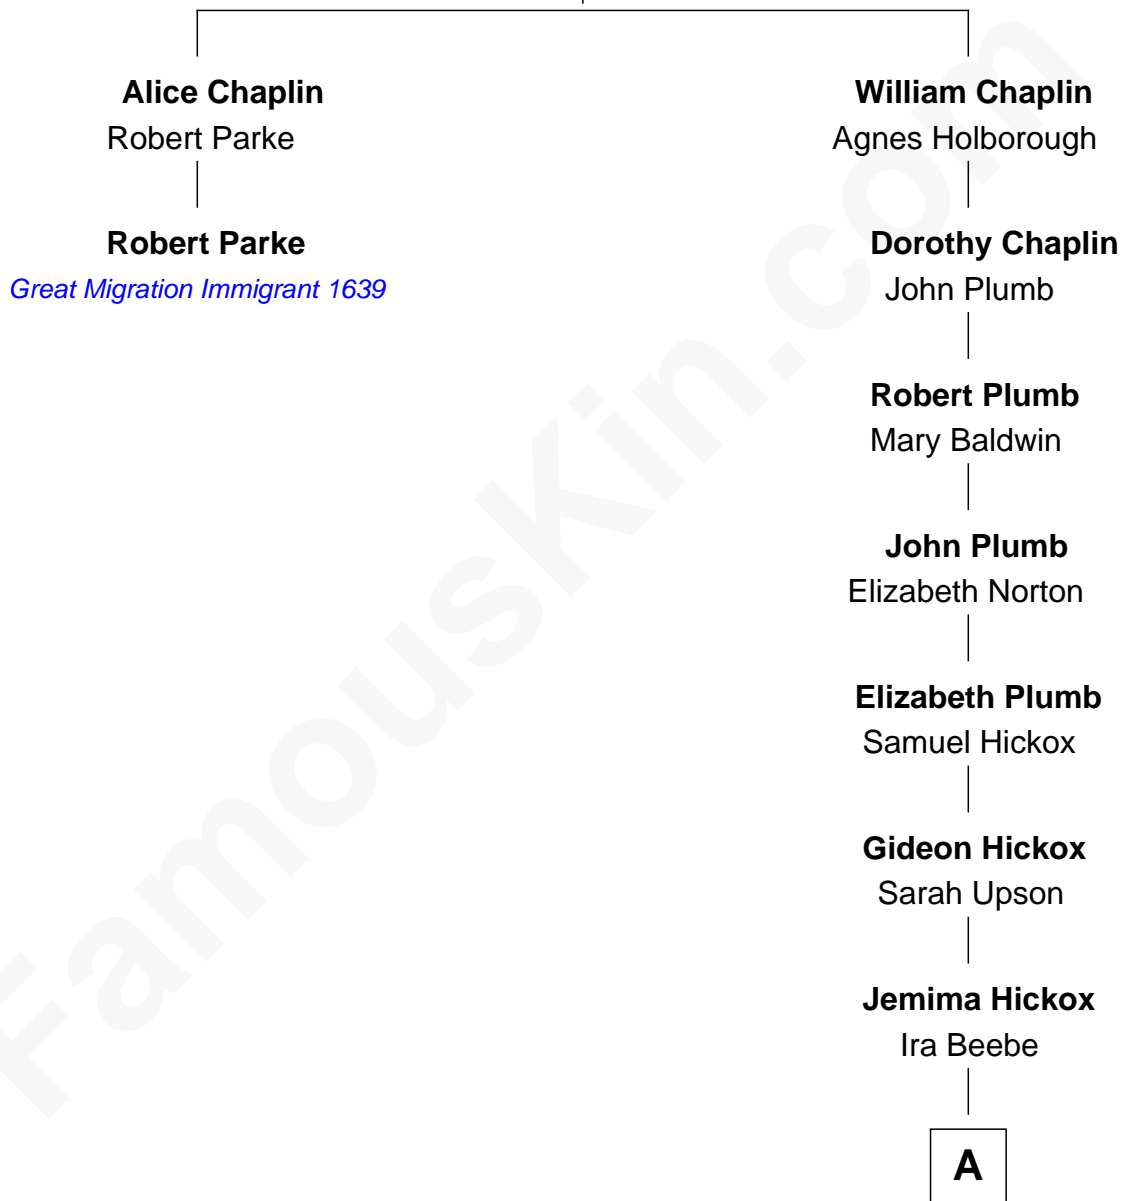 Alice Chaplin
Robert Parke
Robert Parke
Great Migration Immigrant 1639
William Chaplin
Agnes Holborough
Dorothy Chaplin
John Plumb
Robert Plumb
Mary Baldwin
John Plumb
Elizabeth Norton
Elizabeth Plumb
Samuel Hickox
Gideon Hickox
Sarah Upson
Jemima Hickox
Ira Beebe
A
FamousKin.com